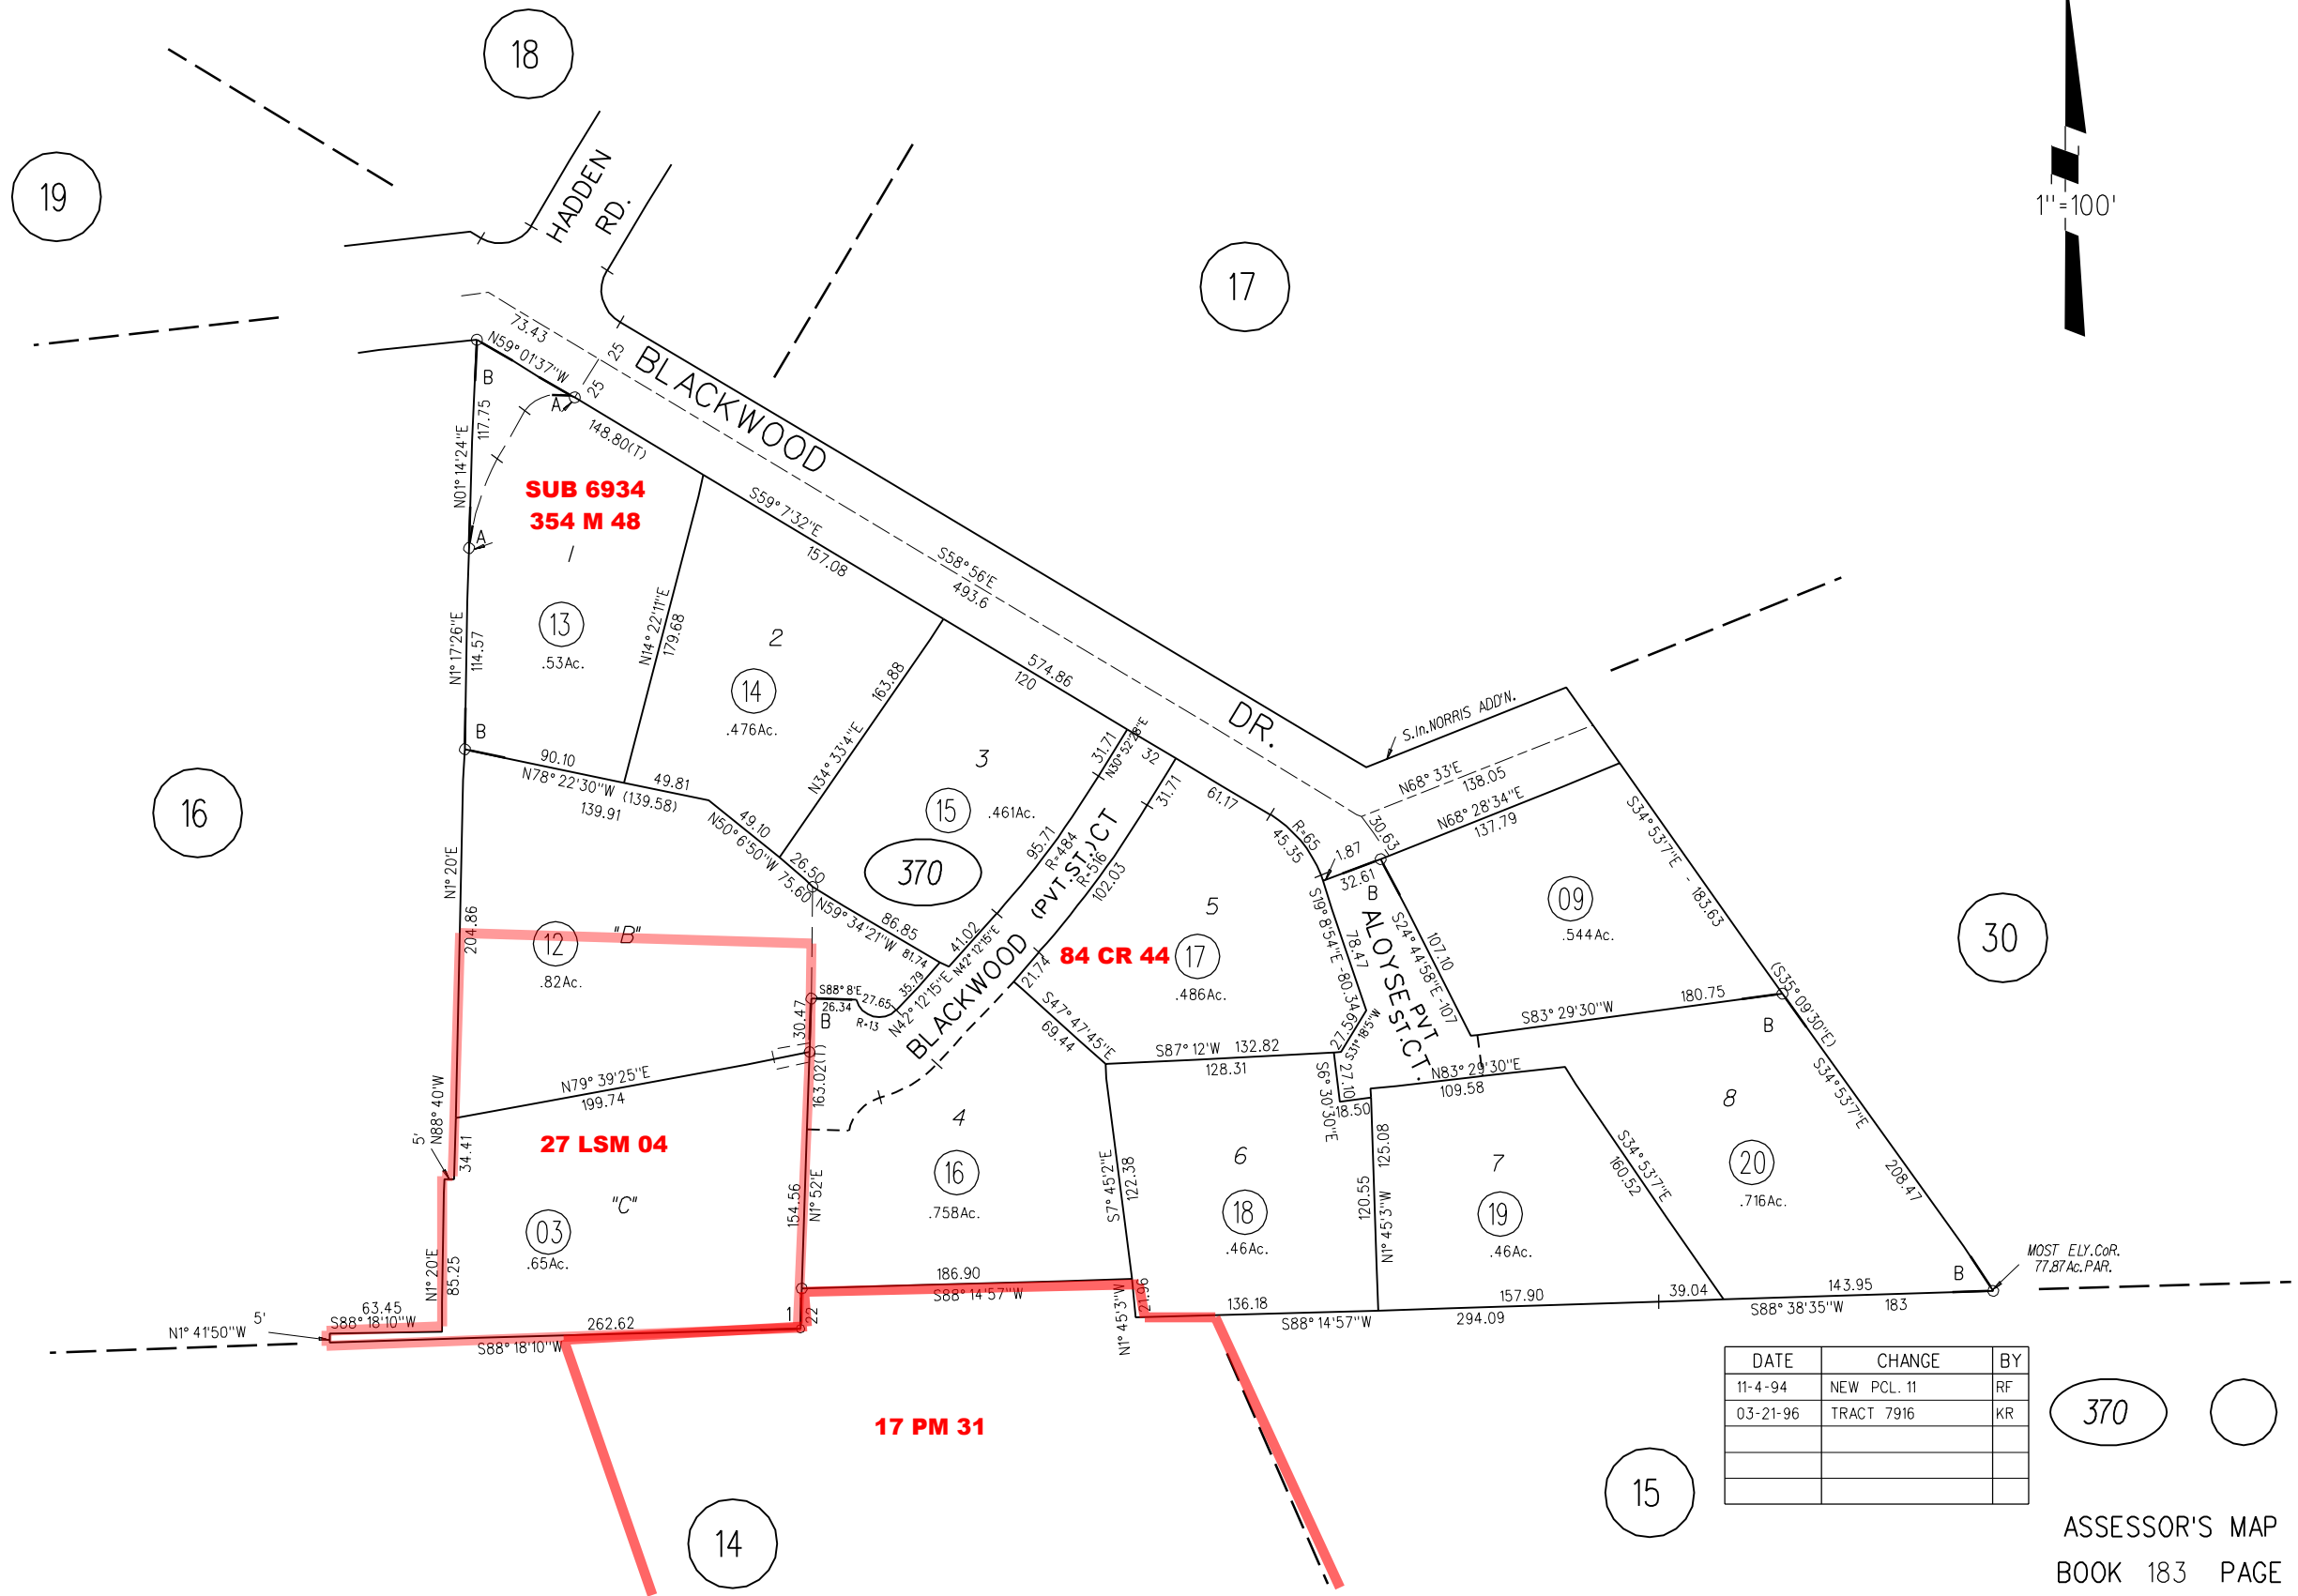 18
19
17
HADDEN
RD.
1"=100'
73.43
N59°01'37"W
25
25
BLACKWOOD
B
A
117.75
N01°14'24"E
148.80(T)
SUB 6934
354 M 48
A
1
S59°7'32"E
157.08
S58°56'E
493.6
N1°17'26"E
114.57
13
.53Ac.
N14°22'11"E
179.68
2
14
.476Ac.
163.88
N34°33'4"E
574.86
120
B
90.10
N78°22'30"W (139.58)
139.91
49.81
3
15
.461Ac.
31.71
N30°52'28"E
32
31.71
DR.
S.ln.NORRIS ADD'N.
N68°33'E
138.05
N68°28'34"E
137.79
61.17
R=65
45.35
1.87
30.63
32.61
B
16
49.10
N50°6'50"W 75.60
26.50
370
95.71
R=484
R=516
102.03
BLACKWOOD (PVT.ST.) CT
N1°20'E
204.86
N59°34'21"W
86.85
81.74
41.02
N42°12'15"E
5
84 CR 44
17
.486Ac.
S19°8'54"E -80.34
78.47
ALOYSE PVT
EST.CT.
S24°44'58"E -107
107.10
09
.544Ac.
S34°53'7"E - 183.63
30
12
"B"
.82Ac.
S88°8'E
26.34
27.65
R=13
35.79
N42°12'15"E
21.74
30.47
B
163.02(T)
S47°47'45"E
69.44
27.59
S31°18'5"W
S83°29'30"W
180.75
(S35°09'30"E)
B
S87°12'W 132.82
128.31
N79°39'25"E
199.74
N88°40'W
5'
34.41
27 LSM 04
"C"
03
.65Ac.
154.56
N1°52'E
4
16
.758Ac.
S7°45'2"E
122.38
S6°30'30"E
27.10
18.50
N83°29'30"E
109.58
6
18
.46Ac.
120.55
N1°45'3"W 125.08
7
19
.46Ac.
S34°53'7"E
160.52
8
20
.716Ac.
S34°53'7"E
208.47
MOST ELY.CoR.
77.87Ac.PAR.
B
N1°20'E
85.25
63.45
S88°18'10"W
5'
N1°41'50"W
262.62
S88°18'10"W
1
22
186.90
S88°14'57"W
N1°45'3"W
21.96
136.18
S88°14'57"W
157.90
294.09
39.04
143.95
S88°38'35"W
183
17 PM 31
14
15
DATE CHANGE BY
11-4-94 NEW PCL. 11 RF
03-21-96 TRACT 7916 KR
370
ASSESSOR'S MAP
BOOK 183 PAGE